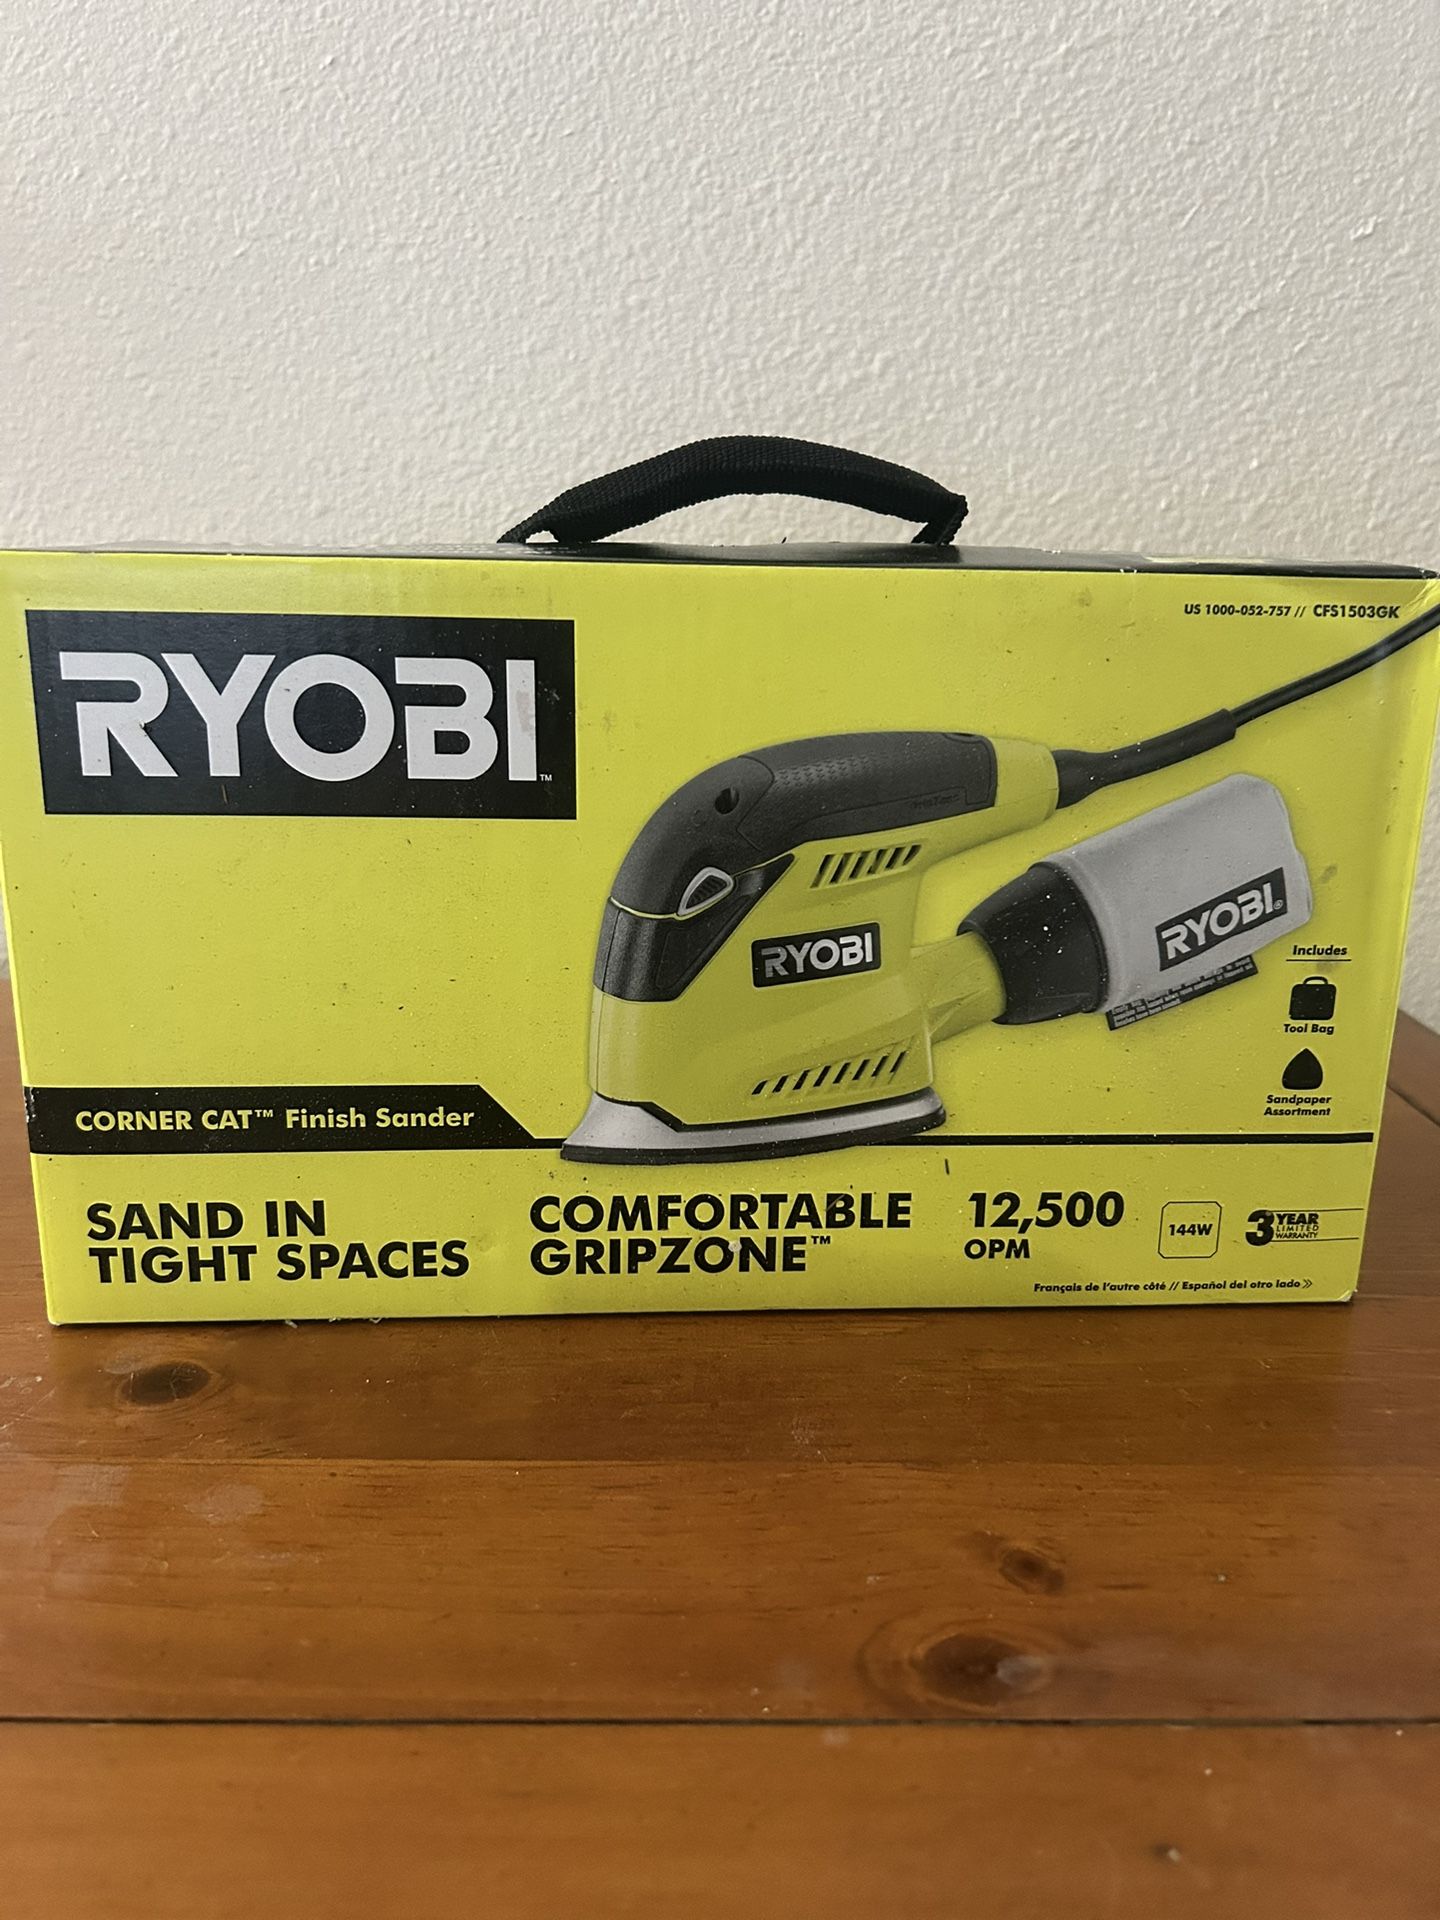 US 1000-052-757 // CFS1503GK
RYOBI™
RYOBI
RYOBI®
Includes
Tool Bag
Sandpaper
Assortment
CORNER CAT™ Finish Sander
SAND IN
TIGHT SPACES
COMFORTABLE
GRIPZONE™
12,500
OPM
144W
3 YEAR
LIMITED
WARRANTY
Français de l'autre côté // Español del otro lado »